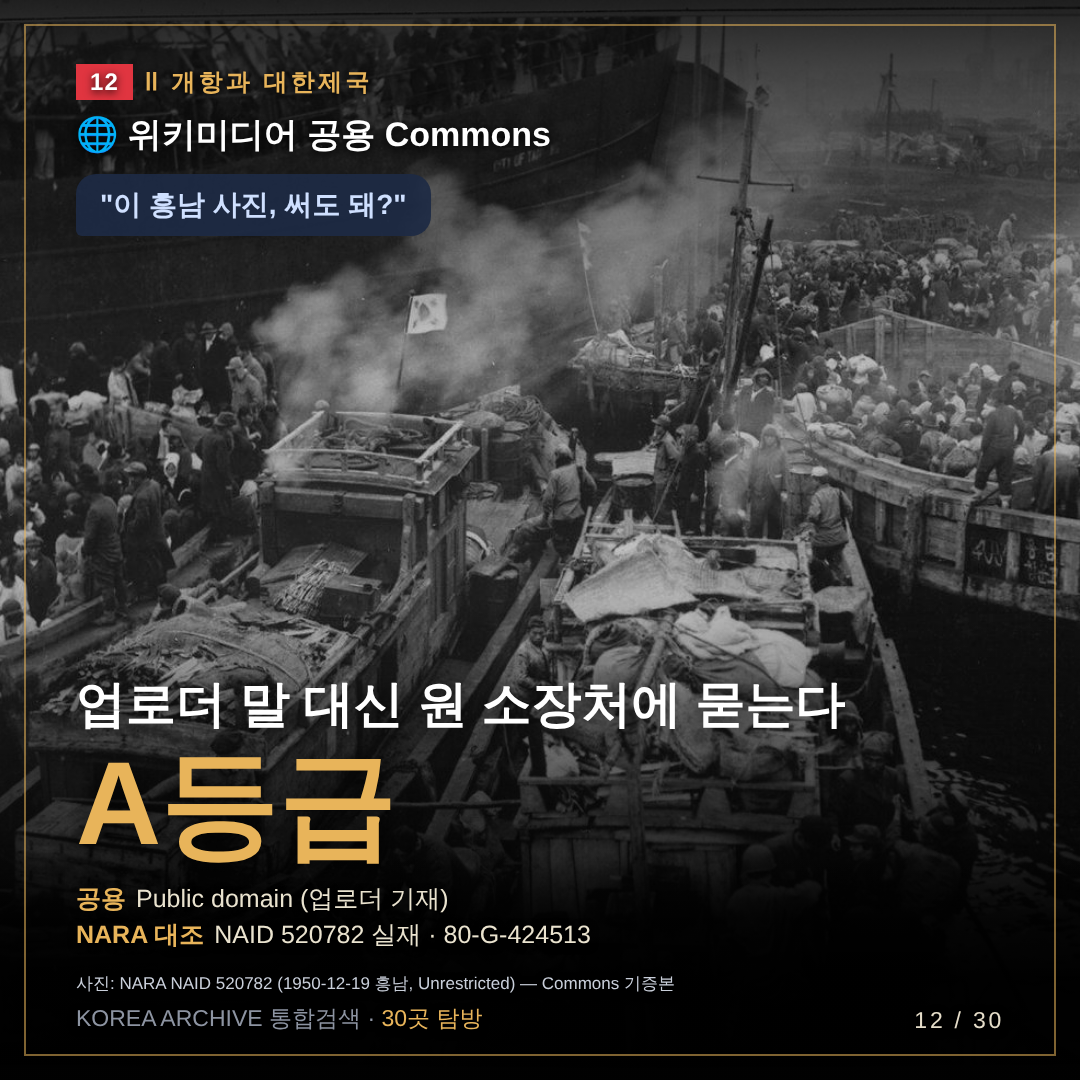 12 Ⅱ 개항과 대한제국
위키미디어 공용 Commons
"이 흥남 사진, 써도 돼?"
업로더 말 대신 원 소장처에 묻는다
A등급
공용 Public domain (업로더 기재)
NARA 대조 NAID 520782 실재 · 80-G-424513
사진: NARA NAID 520782 (1950-12-19 흥남, Unrestricted) — Commons 기증본
KOREA ARCHIVE 통합검색 · 30곳 탐방
12 / 30